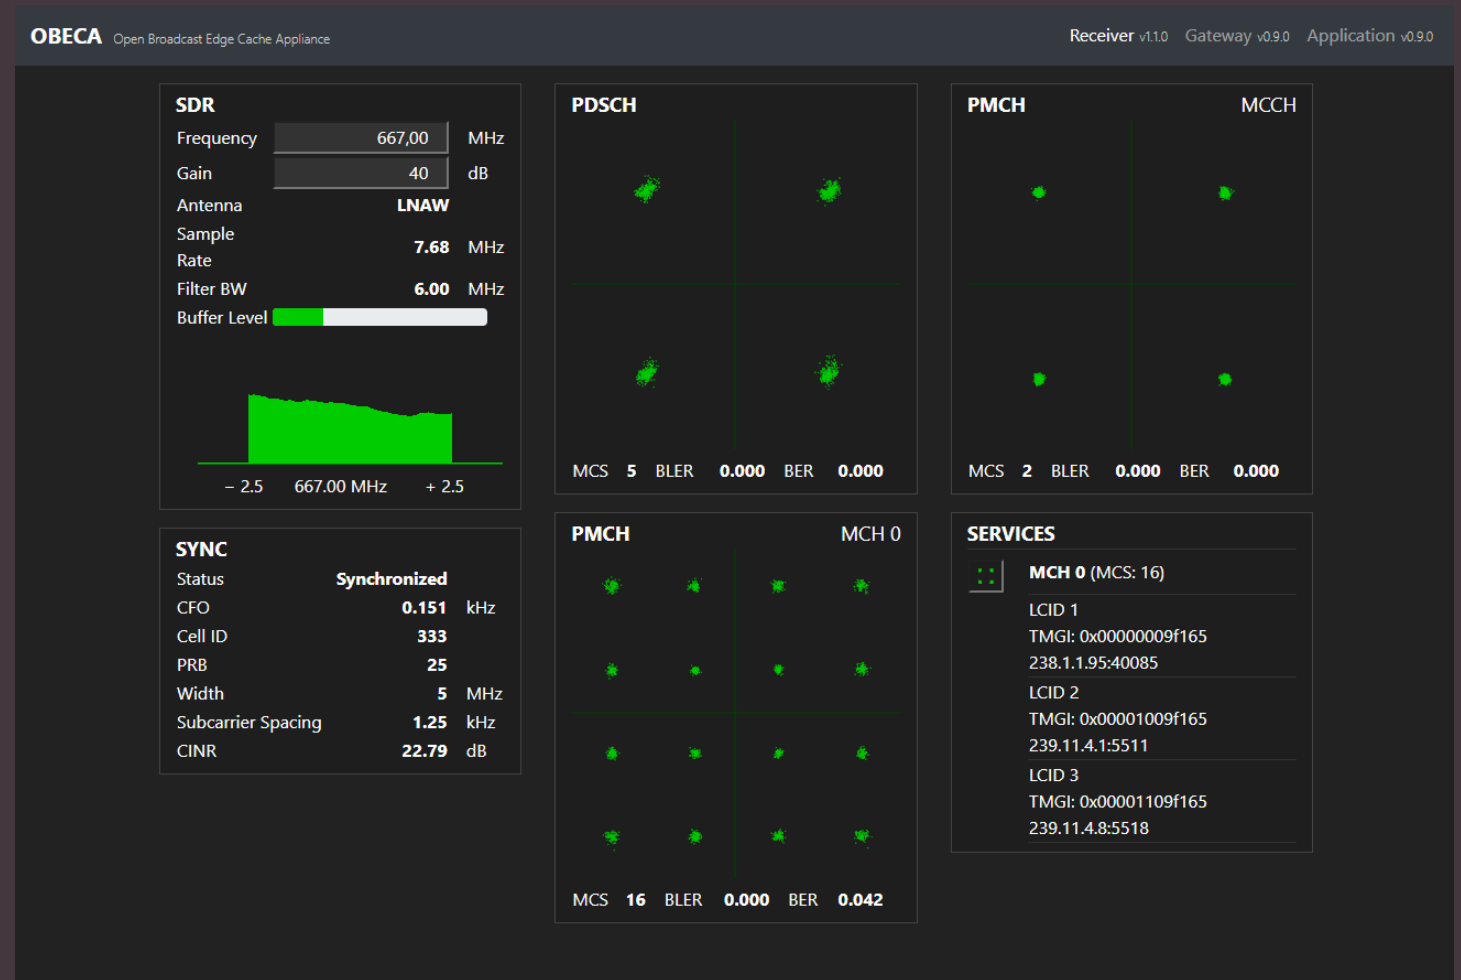 OBECA Open Broadcast Edge Cache Appliance
Receiver v1.1.0 Gateway v0.9.0 Application v0.9.0
SDR
Frequency 667,00 MHz
Gain 40 dB
Antenna LNAW
Sample
Rate 7.68 MHz
Filter BW 6.00 MHz
Buffer Level
– 2.5 667.00 MHz + 2.5
SYNC
Status Synchronized
CFO 0.151 kHz
Cell ID 333
PRB 25
Width 5 MHz
Subcarrier Spacing 1.25 kHz
CINR 22.79 dB
PDSCH
MCS 5 BLER 0.000 BER 0.000
PMCH MCH 0
MCS 16 BLER 0.000 BER 0.042
PMCH MCCH
MCS 2 BLER 0.000 BER 0.000
SERVICES
MCH 0 (MCS: 16)
LCID 1
TMGI: 0x00000009f165
238.1.1.95:40085
LCID 2
TMGI: 0x00001009f165
239.11.4.1:5511
LCID 3
TMGI: 0x00001109f165
239.11.4.8:5518